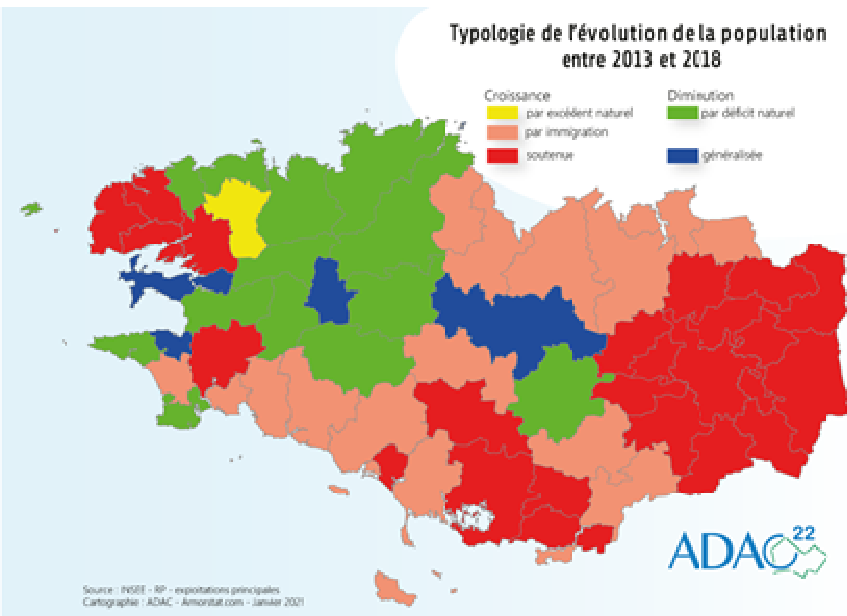 Typologie de l'évolution de la population
entre 2013 et 2018
Croissance
par excédent naturel
par immigration
soutenue
Diminution
par déficit naturel
généralisée
ADAC 22
Source : INSEE - RP - exploitations principales
Cartographie : ADAC - Armorstat.com - Janvier 2021